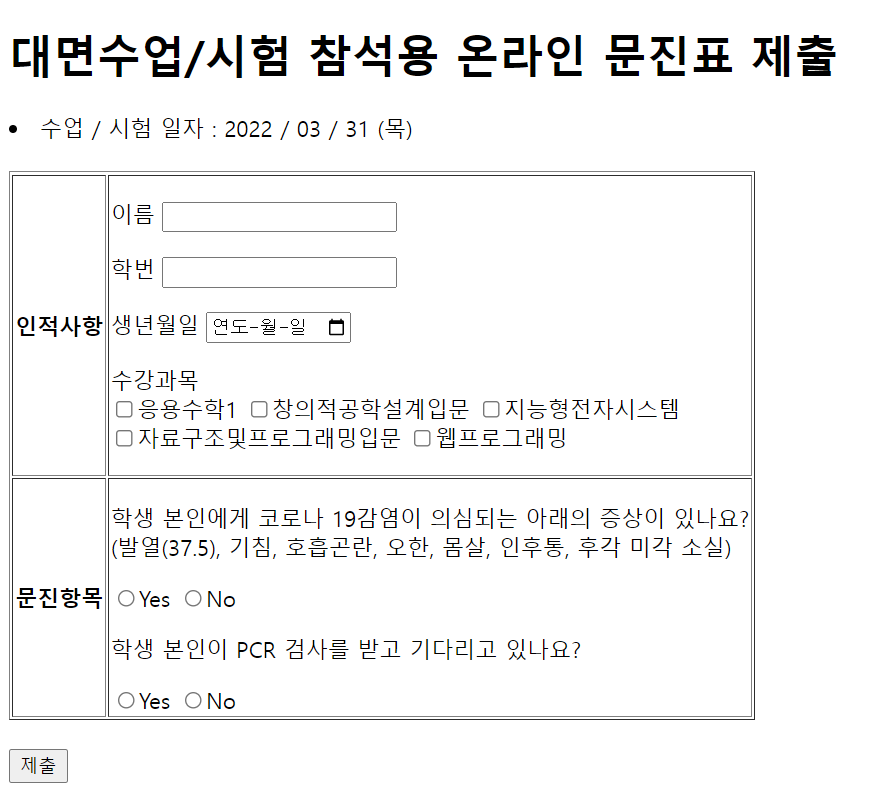 대면수업/시험 참석용 온라인 문진표 제출
수업 / 시험 일자 : 2022 / 03 / 31 (목)
인적사항
이름
학번
생년월일 연도-월-일
수강과목
응용수학1 창의적공학설계입문 지능형전자시스템
자료구조및프로그래밍입문 웹프로그래밍
문진항목
학생 본인에게 코로나 19감염이 의심되는 아래의 증상이 있나요?
(발열(37.5), 기침, 호흡곤란, 오한, 몸살, 인후통, 후각 미각 소실)
Yes No
학생 본인이 PCR 검사를 받고 기다리고 있나요?
Yes No
제출